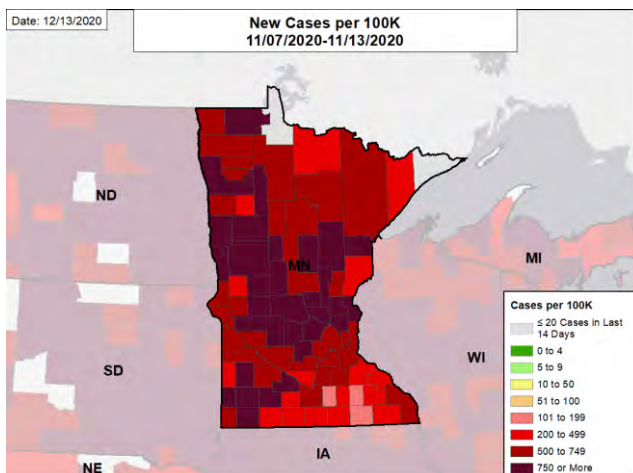 Date: 12/13/2020
New Cases per 100K
11/07/2020-11/13/2020
ND
MN
MI
SD
WI
IA
NE
Cases per 100K
≤ 20 Cases in Last
14 Days
0 to 4
5 to 9
10 to 50
51 to 100
101 to 199
200 to 499
500 to 749
750 or More